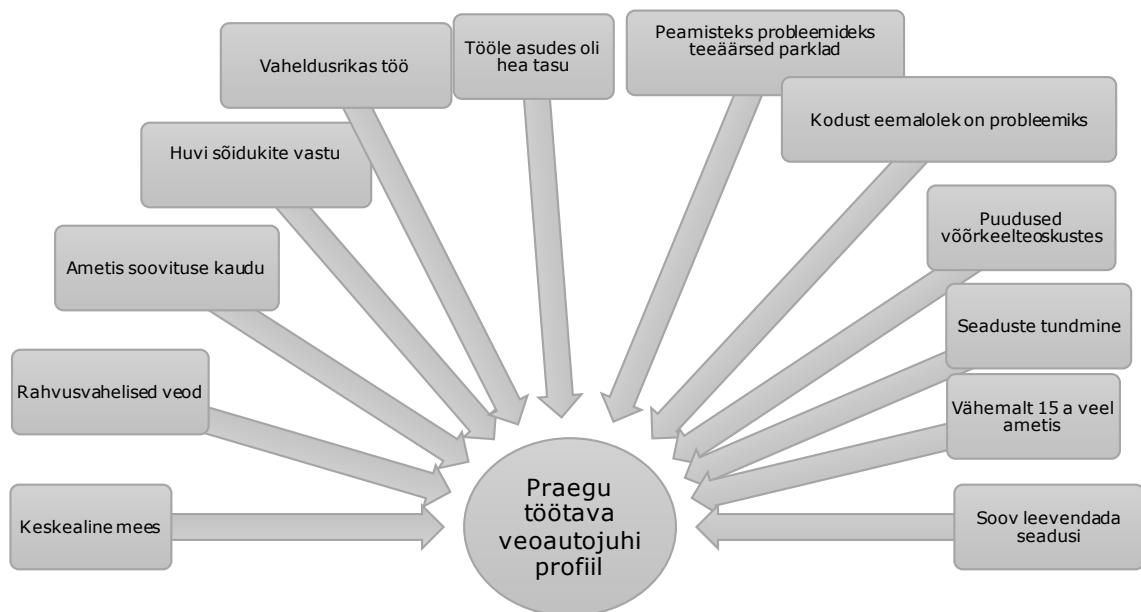 Peamisteks probleemideks
teeäärsed parklad
Tööle asudes oli
hea tasu
Vaheldusrikas töö
Kodust eemalolek on probleemiks
Huvi sõidukite vastu
Puudused
võõrkeelteoskustes
Ametis soovituse kaudu
Seaduste tundmine
Rahvusvahelised veod
Vähemalt 15 a veel
ametis
Praegu
töötava
veoautojuhi
profiil
Keskealine mees
Soov leevendada
seadusi